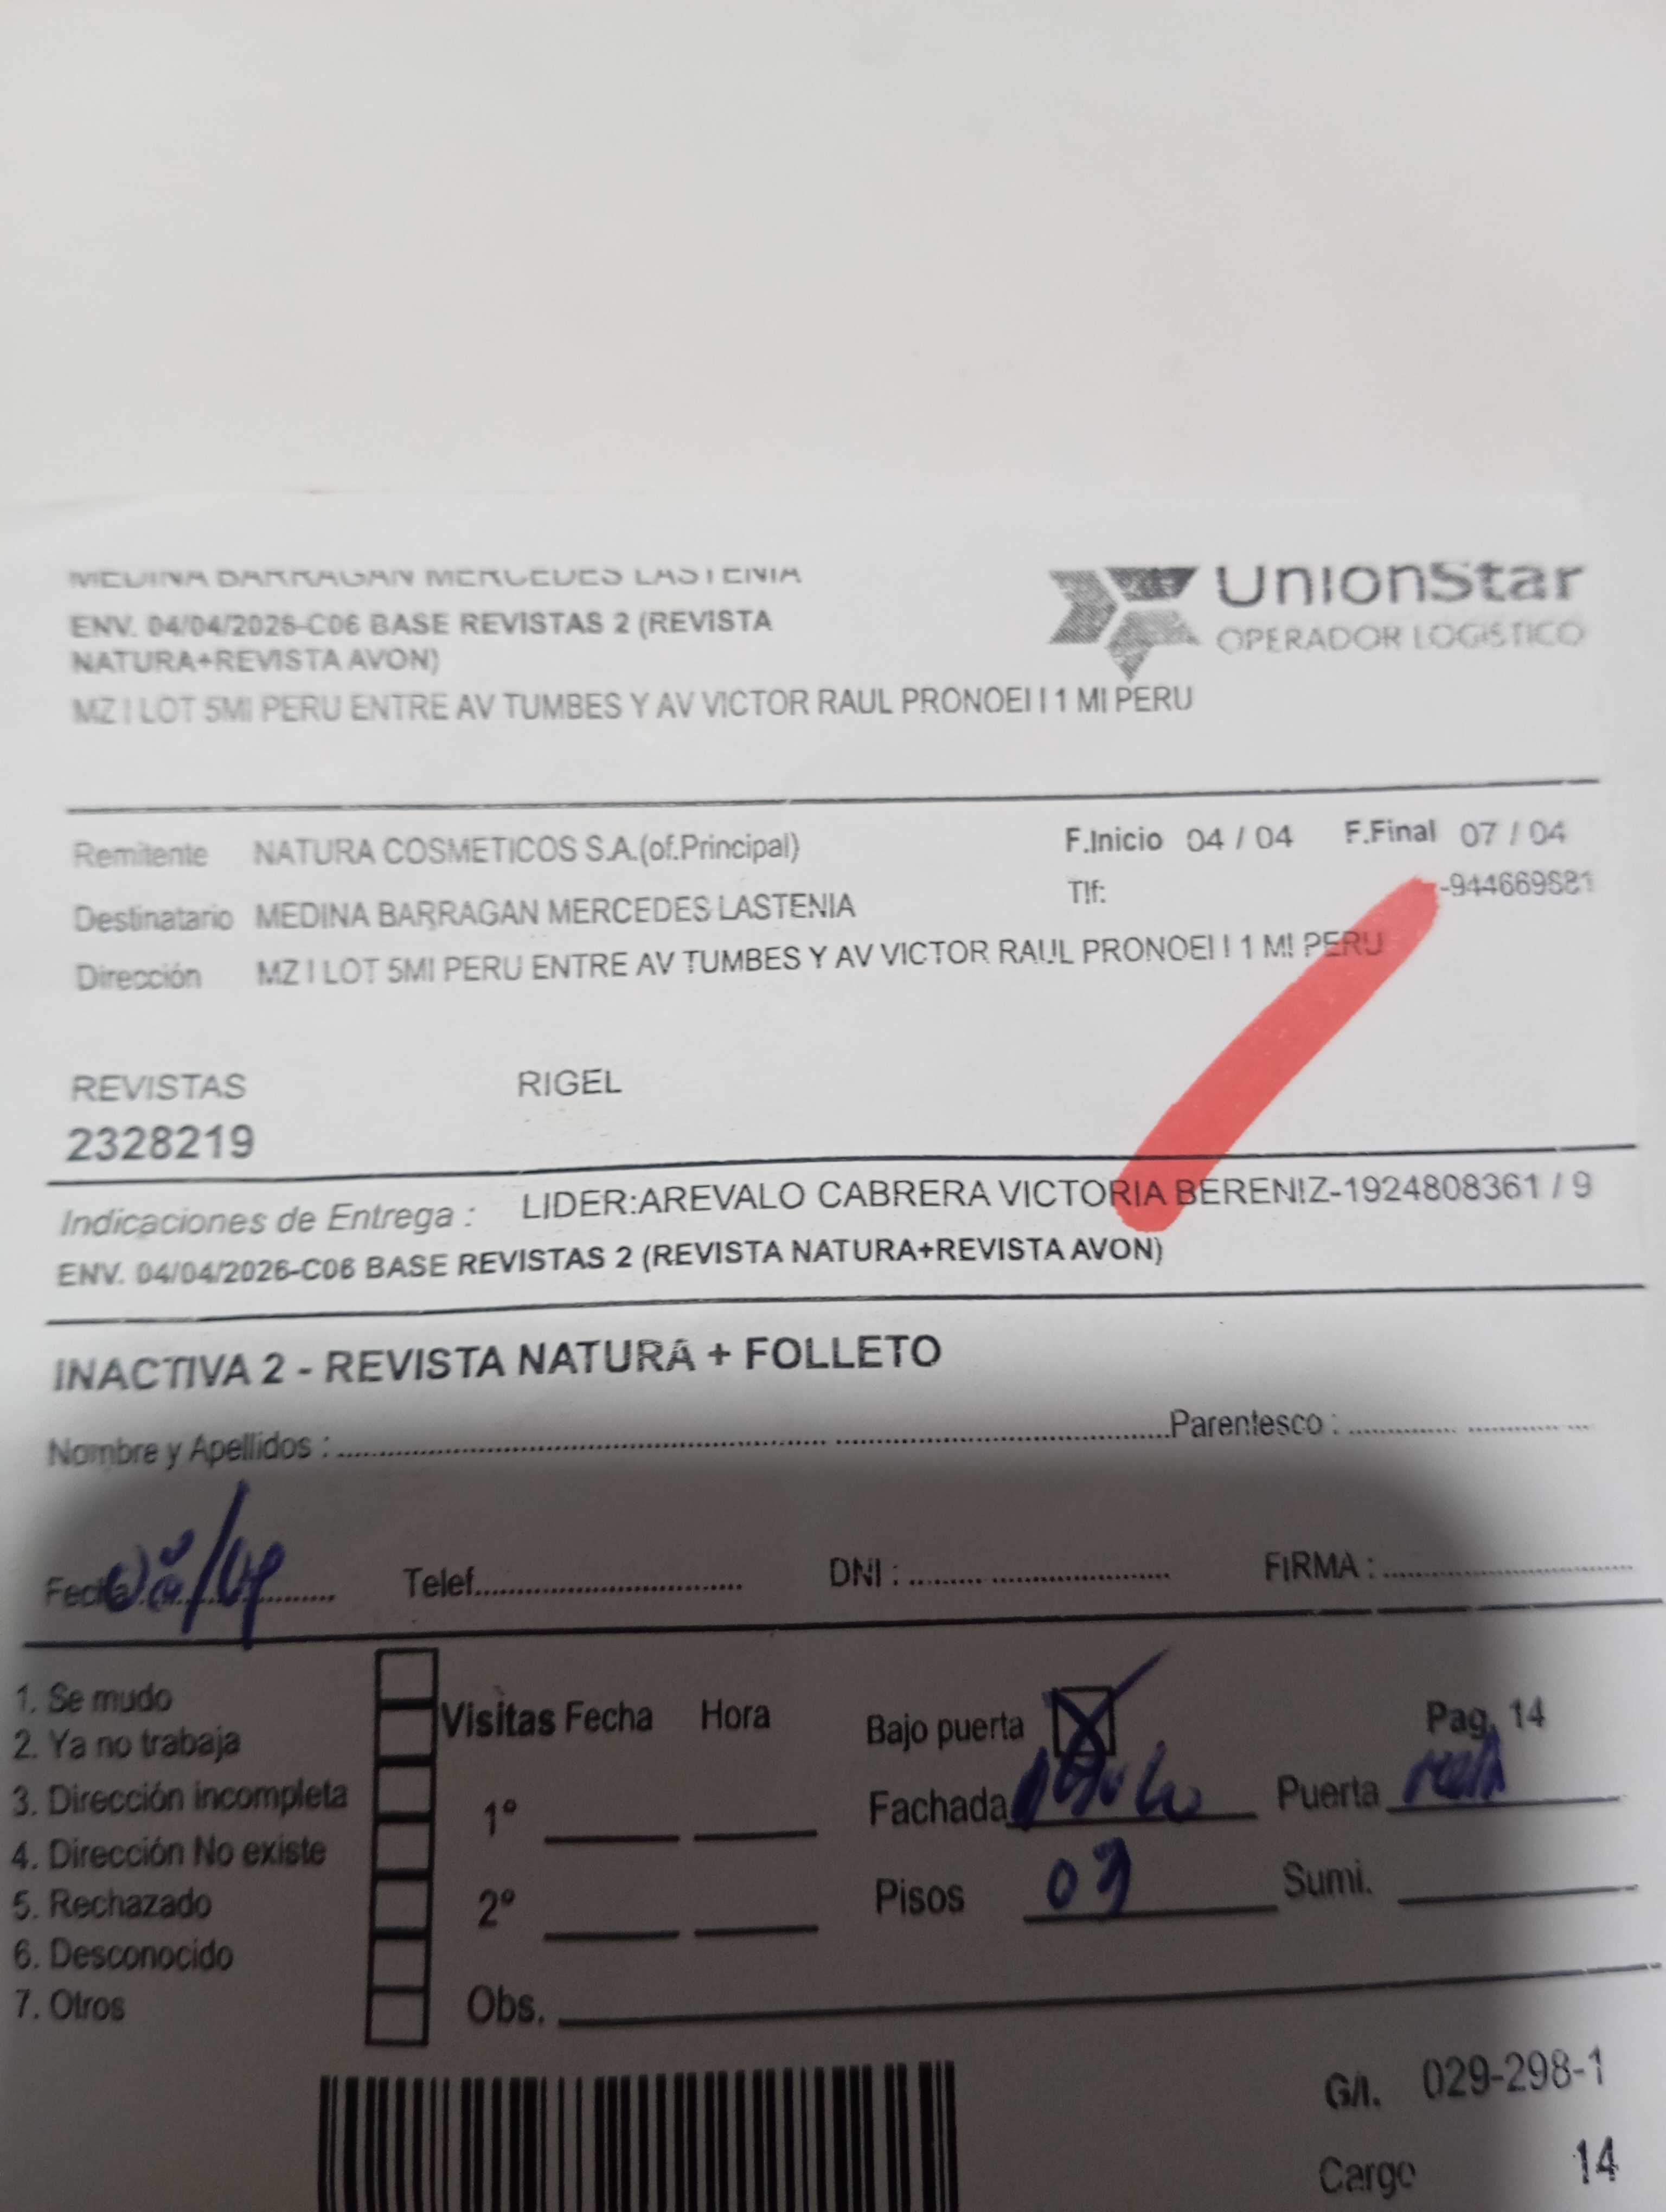 MEDINA BARRAGAN MERCEDES LASTENIA
UnionStar
OPERADOR LOGISTICO
ENV. 04/04/2026-C06 BASE REVISTAS 2 (REVISTA
NATURA+REVISTA AVON)
MZ I LOT 5MI PERU ENTRE AV TUMBES Y AV VICTOR RAUL PRONOEI I 1 MI PERU
Remitente NATURA COSMETICOS S.A.(of.Principal) F.Inicio 04 / 04 F.Final 07 / 04
Destinatario MEDINA BARRAGAN MERCEDES LASTENIA Tlf: -944669881
Dirección MZ I LOT 5MI PERU ENTRE AV TUMBES Y AV VICTOR RAUL PRONOEI I 1 MI PERU
REVISTAS RIGEL
2328219
Indicaciones de Entrega : LIDER:AREVALO CABRERA VICTORIA BERENIZ-1924808361 / 9
ENV. 04/04/2026-C06 BASE REVISTAS 2 (REVISTA NATURA+REVISTA AVON)
INACTIVA 2 - REVISTA NATURA + FOLLETO
Nombre y Apellidos : Parentesco :
Fecha Telef. DNI : FIRMA :
1. Se mudo
2. Ya no trabaja
3. Dirección incompleta
4. Dirección No existe
5. Rechazado
6. Desconocido
7. Otros
Visitas Fecha Hora
1º
2º
Obs.
Bajo puerta Pag. 14
Fachada Puerta
Pisos 03 Sumi.
G/I. 029-298-1
Cargo 14